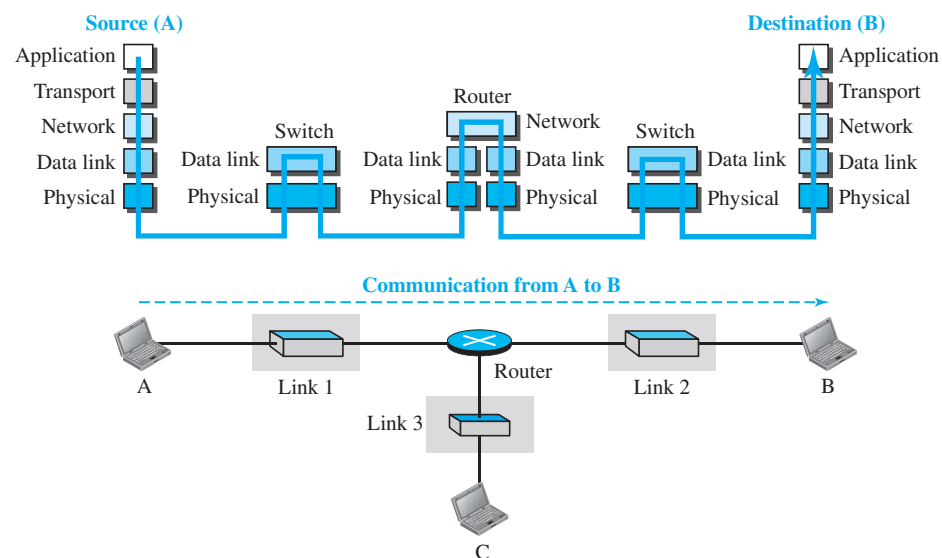 Source (A)
Destination (B)
Application
Application
Transport
Transport
Router
Network
Network
Network
Switch
Switch
Data link
Data link
Data link
Data link
Data link
Data link
Physical
Physical
Physical
Physical
Physical
Physical
Communication from A to B
A
Link 1
Router
Link 2
B
Link 3
C